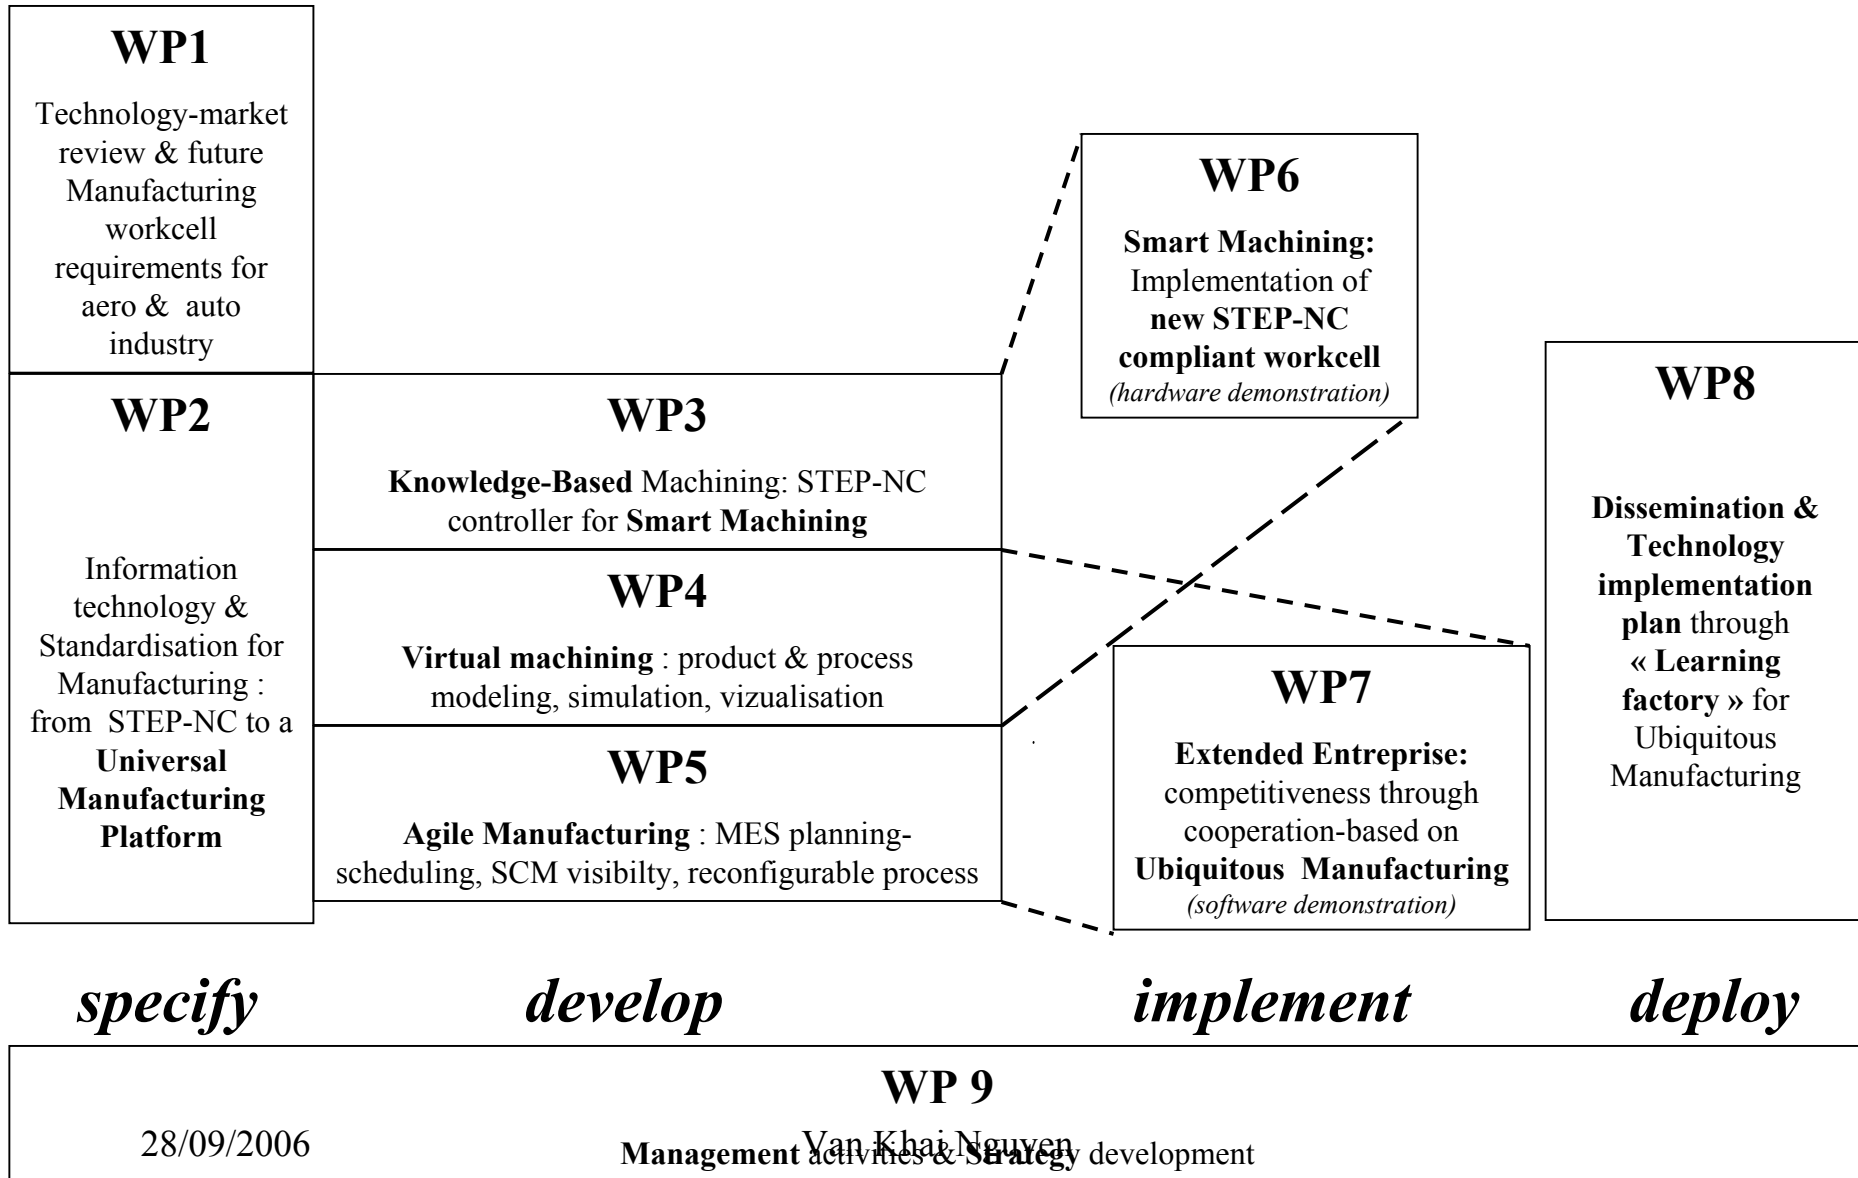 WP1
Technology-market
review & future
Manufacturing
workcell
requirements for
aero & auto
industry
WP2
Information
technology &
Standardisation for
Manufacturing :
from STEP-NC to a
Universal
Manufacturing
Platform
WP3
Knowledge-Based Machining: STEP-NC
controller for Smart Machining
WP4
Virtual machining : product & process
modeling, simulation, vizualisation
WP5
Agile Manufacturing : MES planning-
scheduling, SCM visibilty, reconfigurable process
WP6
Smart Machining:
Implementation of
new STEP-NC
compliant workcell
(hardware demonstration)
WP7
Extended Entreprise:
competitiveness through
cooperation-based on
Ubiquitous Manufacturing
(software demonstration)
WP8
Dissemination &
Technology
implementation
plan through
« Learning
factory » for
Ubiquitous
Manufacturing
specify
develop
implement
deploy
WP 9
Management activities & Strategy development
28/09/2006
Van Khai Nguyen